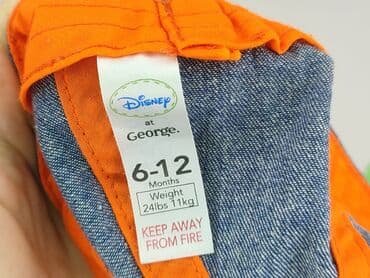 Disney
at
George.
6-12
Months
Weight
24lbs 11kg
KEEP AWAY
FROM FIRE